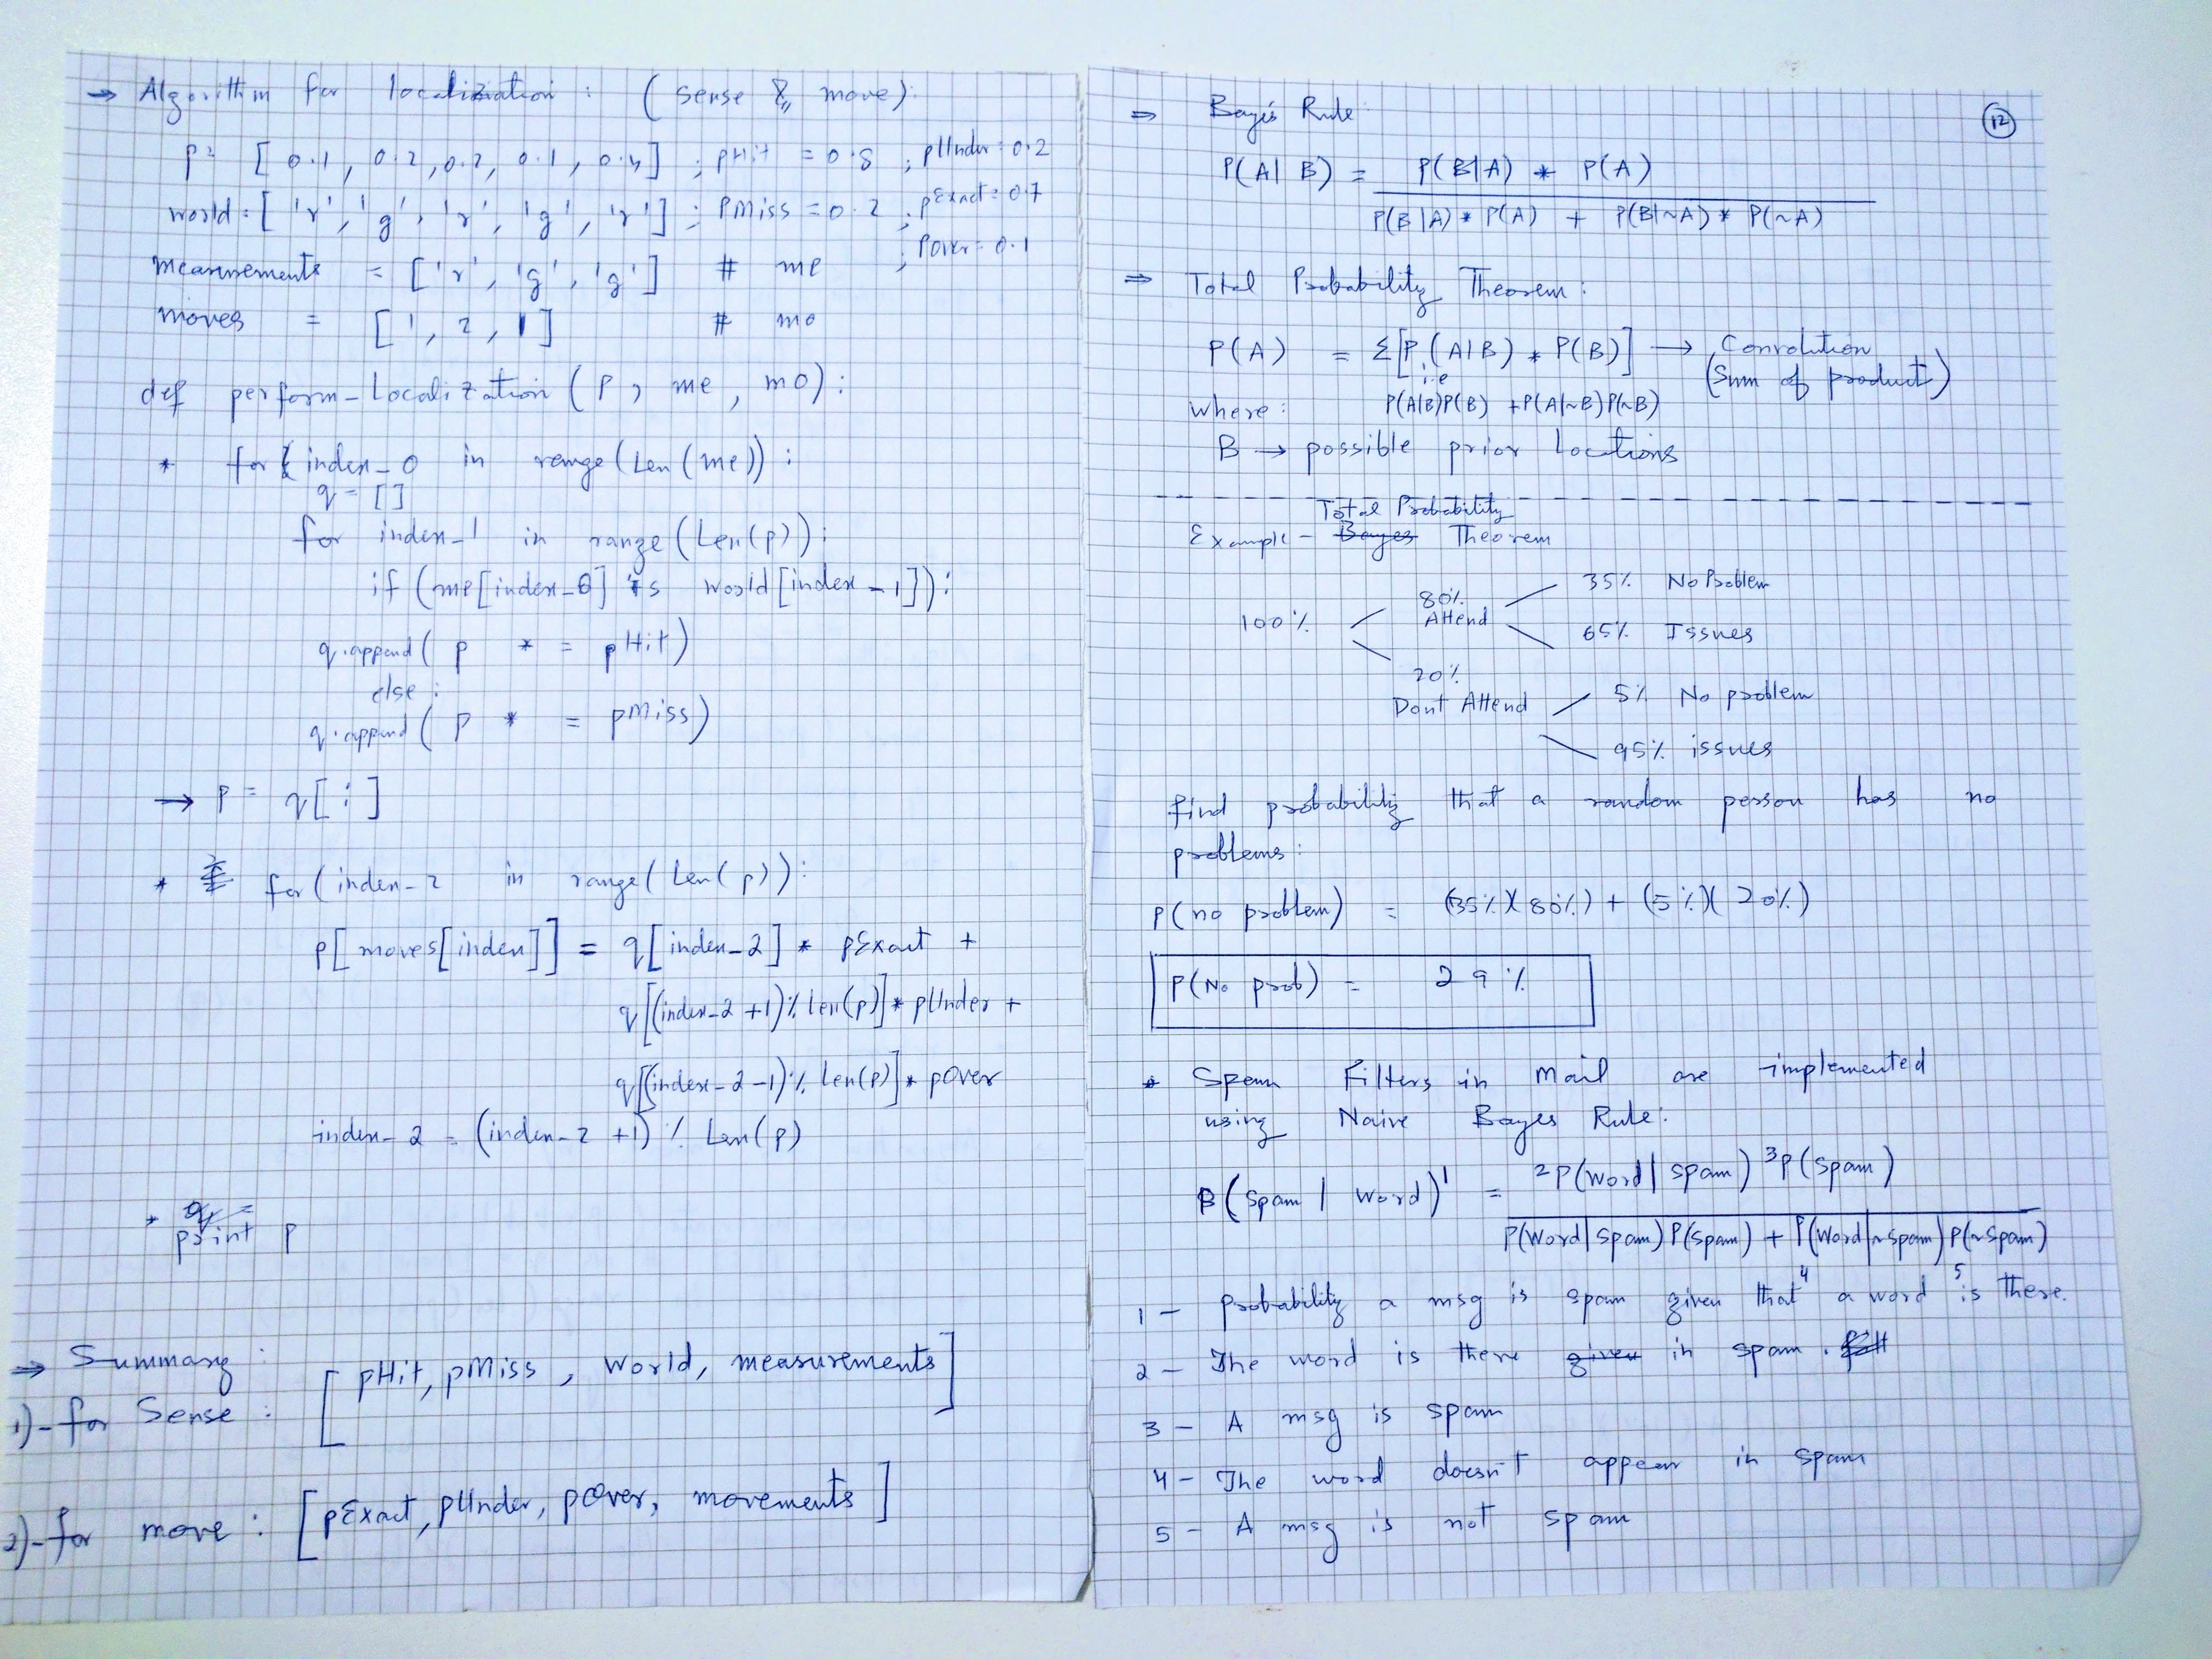 ⇒ Algorithm for localization : ( sense & move):
p = [ 0.1, 0.2, 0.2, 0.1, 0.4] ; pHit = 0.8 ; pUnder = 0.2
world = [ 'r', 'g', 'r', 'g', 'r'] ; pMiss = 0.2 ; pExact = 0.7
; pOver = 0.1
measurements = ['r', 'g', 'g'] # me
moves = [1, 2, 1] # mo
def perform_Localization (p, me, mo):
* for index_0 in range(Len(me)):
q = []
for index_1 in range(Len(p)):
if (me[index_0] is world[index_1]):
q.append( p * = pHit)
else :
q.append( p * = pMiss)
→ p = q[:]
* for( index_2 in range( Len(p)):
p[ moves[index]] = q[index_2] * pExact +
q[(index_2 +1)% Len(p)] * pUnder +
q[(index_2 -1)% Len(p)] * pOver
index_2 = (index_2 +1) % Len(p)
* print p
⇒ Summary :
1)- for Sense : [ pHit, pMiss, World, measurements ]
2)- for move : [ pExact, pUnder, pOver, movements ]
12
⇒ Baye's Rule:
P(A|B) = P(B|A) * P(A)
P(B|A) * P(A) + P(B|~A) * P(~A)
⇒ Total Probability Theorem:
P(A) = Σ[P(A|B) * P(B)] → Convolution
(Sum of product)
i.e
where: P(A|B)P(B) + P(A|~B)P(~B)
B → possible prior Locations
Total Probability
Example - Bayes Theorem
35% No Problem
80%
100% Attend
65% Issues
20%
Dont Attend 5% No problem
95% issues
find probability that a random person has no
problems:
P(no problem) = (35%)(80%) + (5%)(20%)
P(No prob) = 29%
* Spam Filters in Mail are implemented
using Naive Bayes Rule:
P(spam | word)¹ = ²P(word | spam) ³P(spam)
P(word|spam) P(spam) + P(word|~spam) P(~spam)
4 5
1 - Probability a msg is spam given that a word is there.
2 - The word is there given in spam.
3 - A msg is spam
4 - The word doesn't appear in spam
5 - A msg is not spam